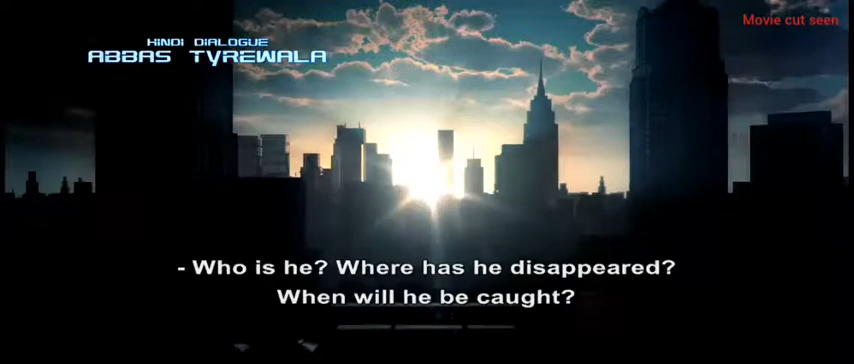 Movie cut seen
HINDI DIALOGUE
ABBAS TYREWALA
- Who is he? Where has he disappeared?
When will he be caught?